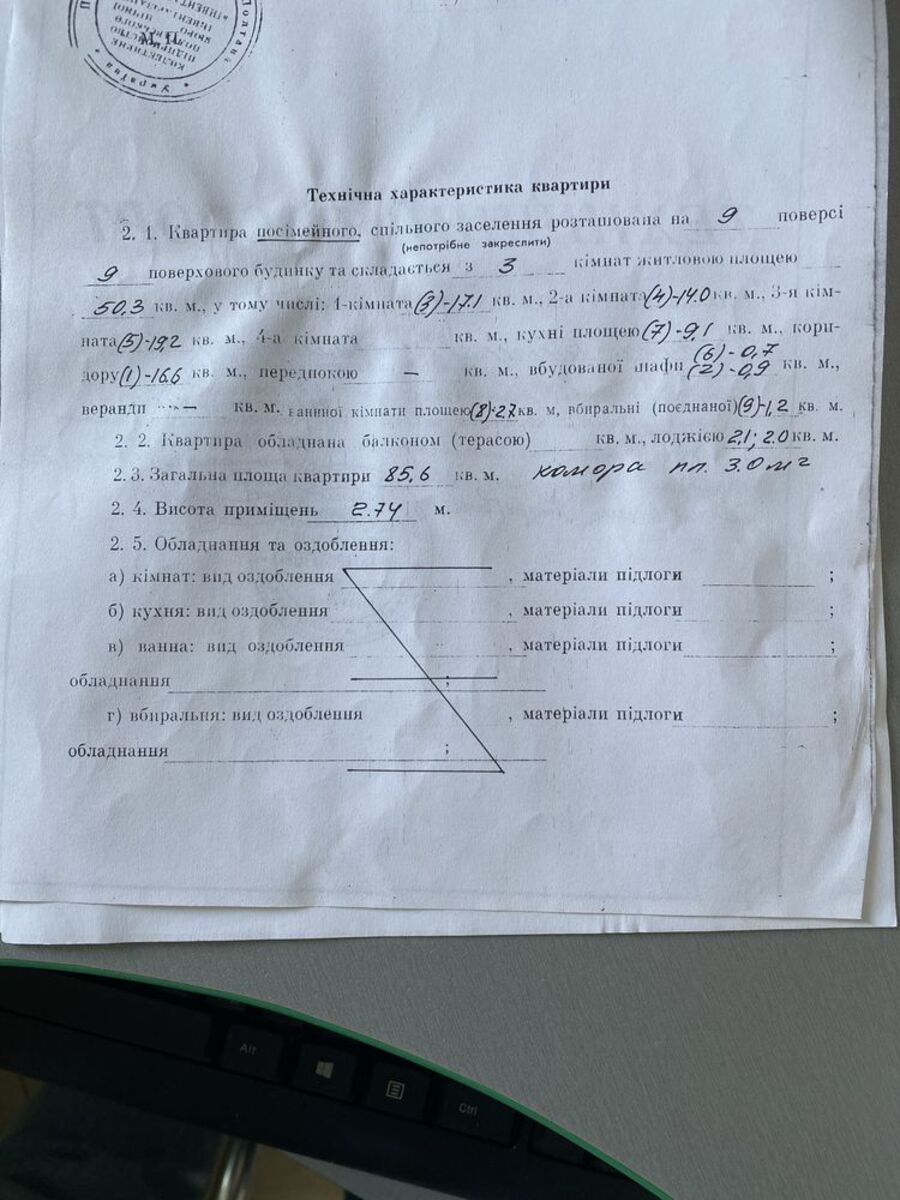 Полтава
Україна
КОЛЕКТИВНЕ
ПІДПРИЄМСТВО
М. П.
БЮРО
Технічна характеристика квартири
2. 1. Квартира посімейного, спільного заселення розташована на 9 поверсі
(непотрібне закреслити)
9 поверхового будинку та складається з 3 кімнат житловою площею
50,3 кв. м., у тому числі: 1-кімната (3)-17.1 кв. м., 2-а кімната (4)-14.0 кв. м., 3-я кім-
ната (5)-19,2 кв. м., 4-а кімната кв. м., кухні площею (7)-9,1 кв. м., кори-
(6)-0,7
дору (1)-16.6 кв. м., передпокою — кв. м., вбудованої шафи (2)-0,9 кв. м.,
веранди — кв. м. ванної кімнати площею (8)-2.7 кв. м, вбиральні (поєднаної) (9)-1,2 кв. м.
2. 2. Квартира обладнана балконом (терасою) кв. м., лоджією 2,1; 2.0 кв. м.
2. 3. Загальна площа квартири 85,6 кв. м. комора пл. 3.0 м2
2. 4. Висота приміщень 2.74 м.
2. 5. Обладнання та оздоблення:
а) кімнат: вид оздоблення , матеріали підлоги ;
б) кухня: вид оздоблення , матеріали підлоги ;
в) ванна: вид оздоблення , матеріали підлоги ;
обладнання ;
г) вбиральня: вид оздоблення , матеріали підлоги ;
обладнання ;
Alt
Ctrl